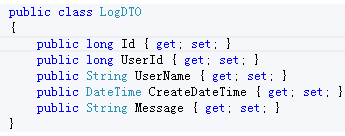 public class LogDTO
{
public long Id { get; set; }
public long UserId { get; set; }
public String UserName { get; set; }
public DateTime CreateDateTime { get; set; }
public String Message { get; set; }
}